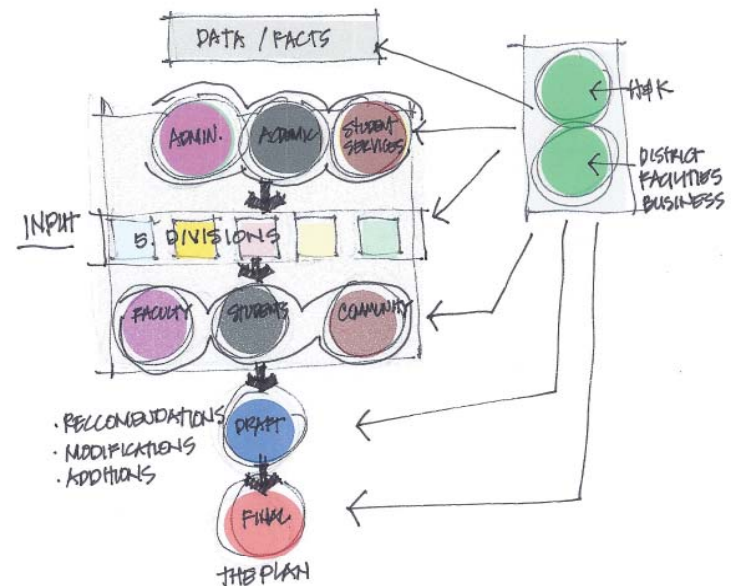 DATA / FACTS
ADMIN.
ACADEMIC
STUDENT
SERVICES
H&K
DISTRICT
FACILITIES
BUSINESS
INPUT
5. DIVISIONS
FACULTY
STUDENTS
COMMUNITY
· RECCOMENDATIONS
· MODIFICATIONS
· ADDITIONS
DRAFT
FINAL
THE PLAN